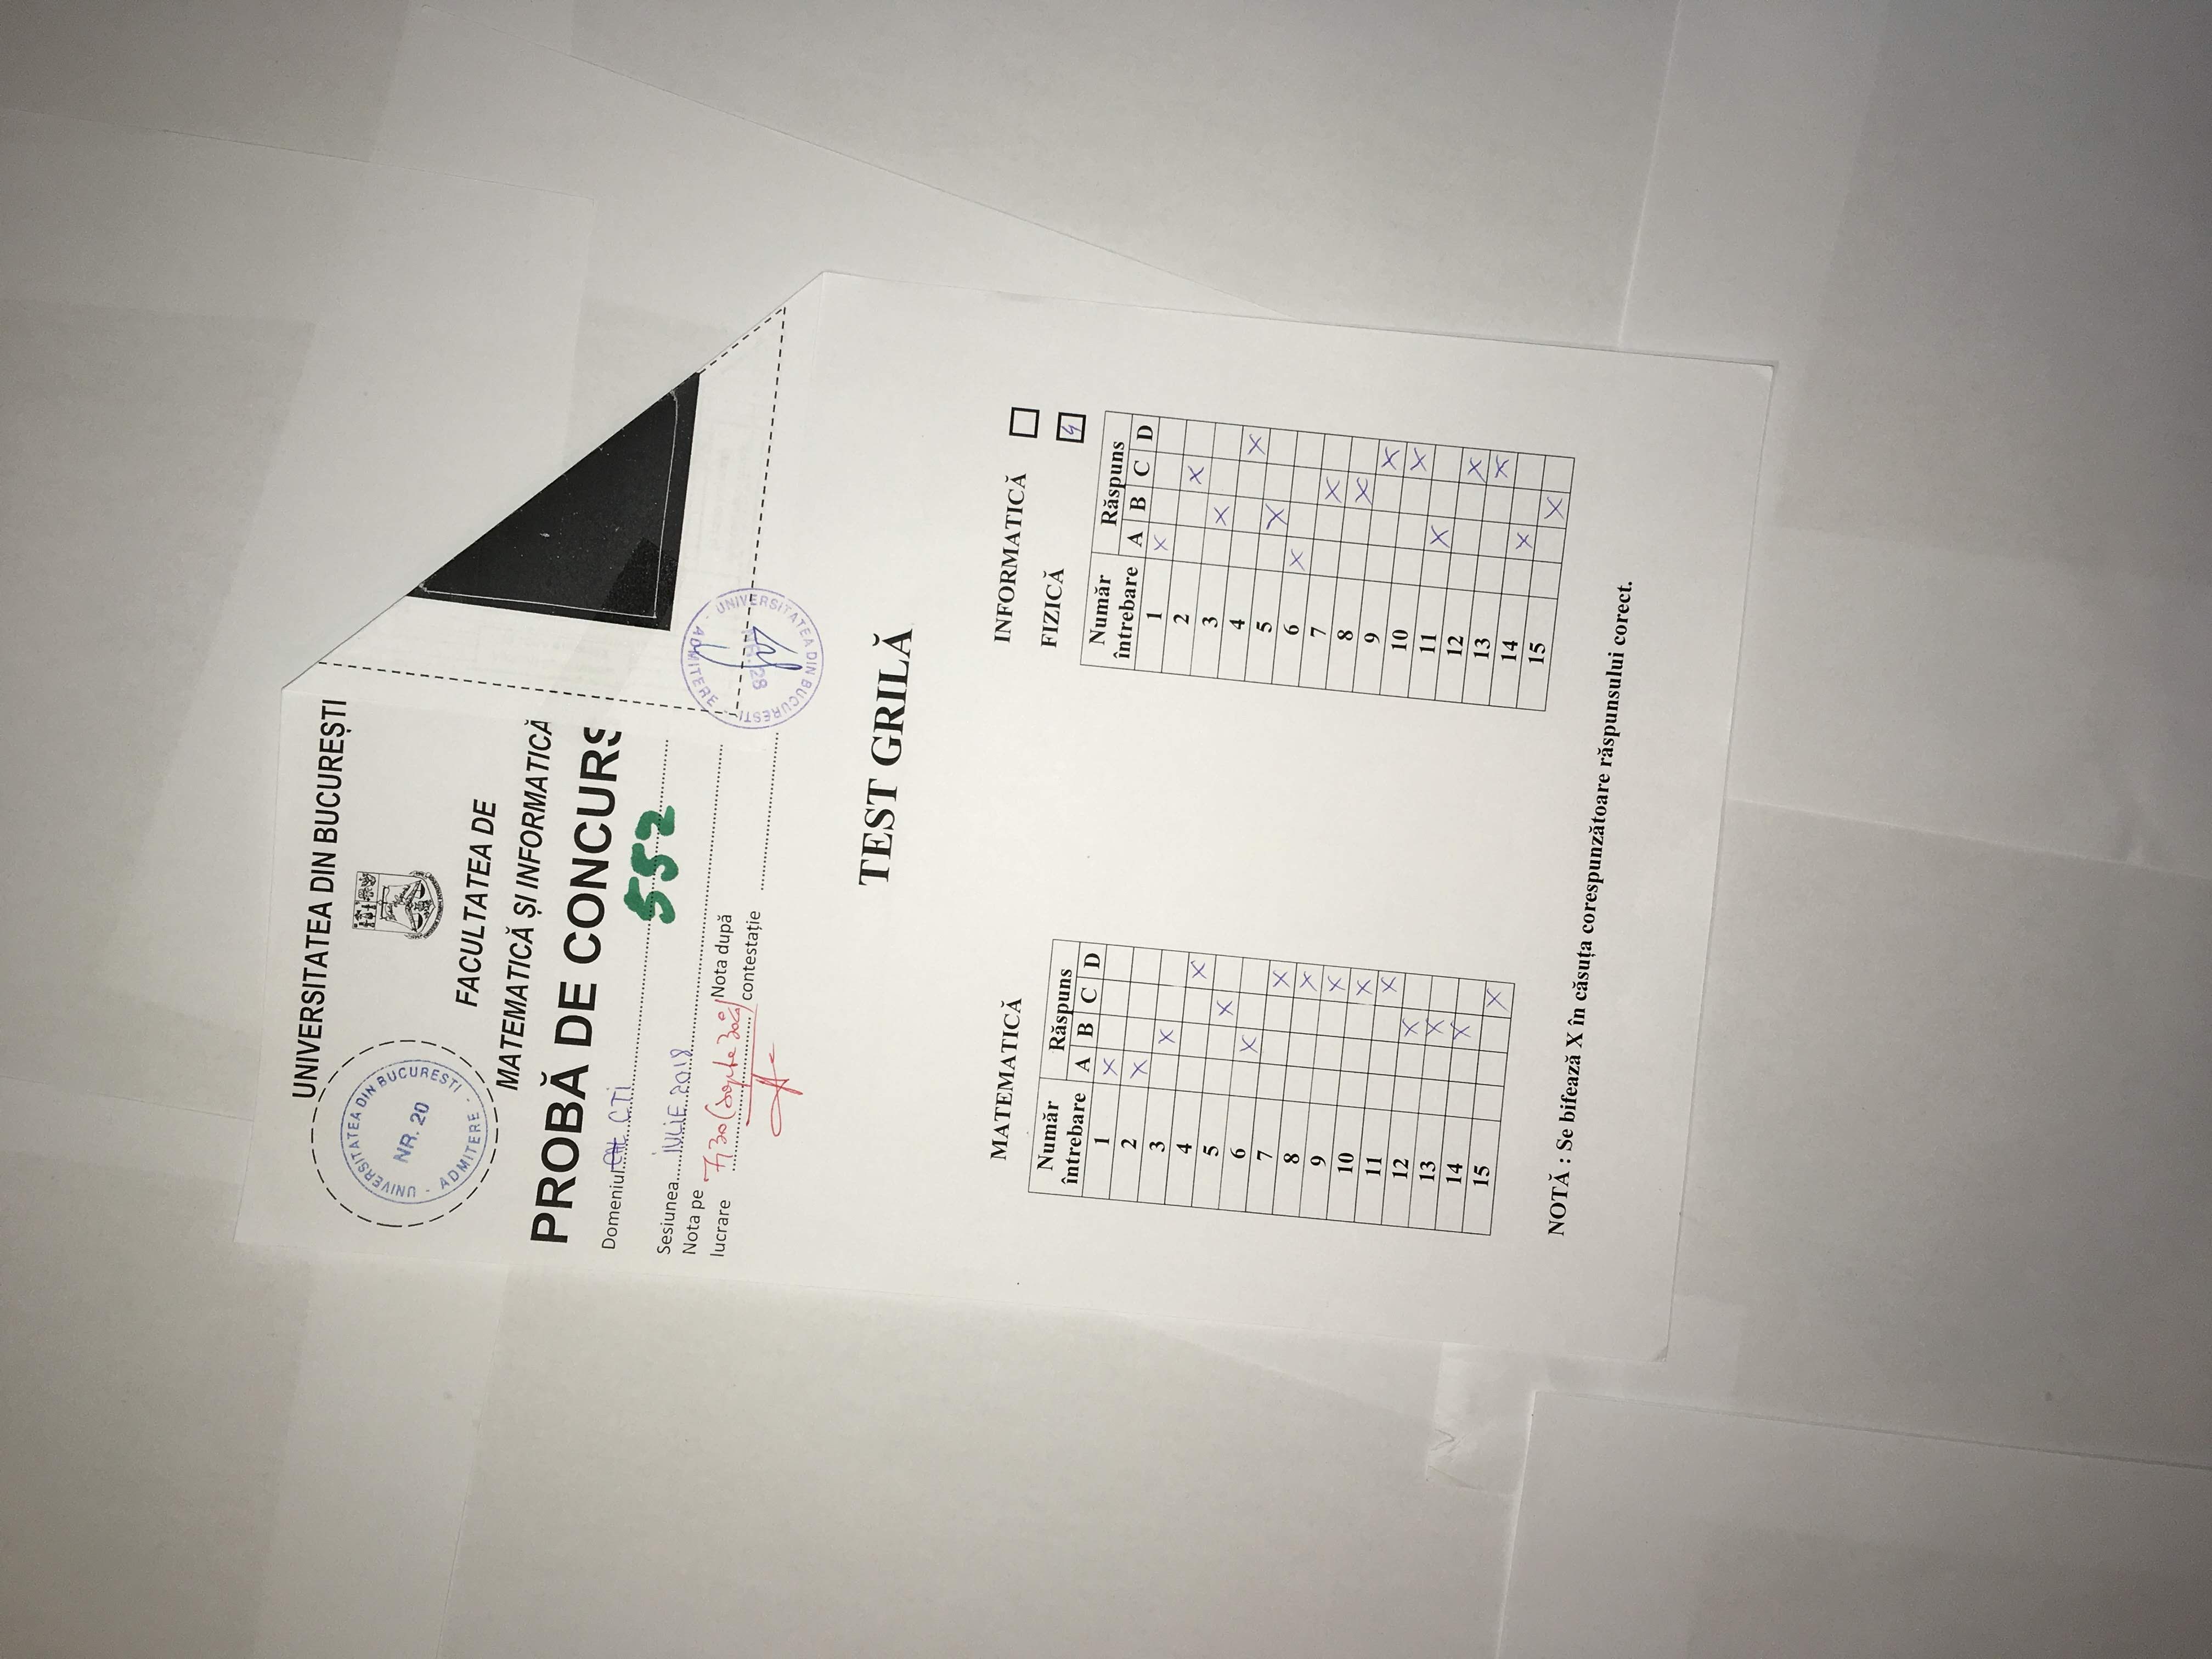 UNIVERSITATEA DIN BUCUREȘTI
UNIVERSITATEA DIN BUCURESTI
NR. 20
ADMITERE
FACULTATEA DE
MATEMATICĂ ȘI INFORMATICĂ
PROBĂ DE CONCURS
Domeniul CTI
552
Sesiunea IULIE 2018
Nota pe lucrare 7,30 (șapte 30%)
Nota după contestație
UNIVERSITATEA DIN BUCURESTI
NR. 28
ADMITERE
TEST GRILĂ
MATEMATICĂ
Număr întrebare Răspuns
A B C D
1 X
2 X
3 X
4 X
5 X
6 X
7 X
8 X
9 X
10 X
11 X
12 X
13 X
14 X
15 X
INFORMATICĂ
FIZICĂ 4
Număr întrebare Răspuns
A B C D
1 X
2 X
3 X
4 X
5 X
6 X
7 X
8 X
9 X
10 X
11 X
12 X
13 X
14 X
15 X
NOTĂ : Se bifează X în căsuța corespunzătoare răspunsului corect.